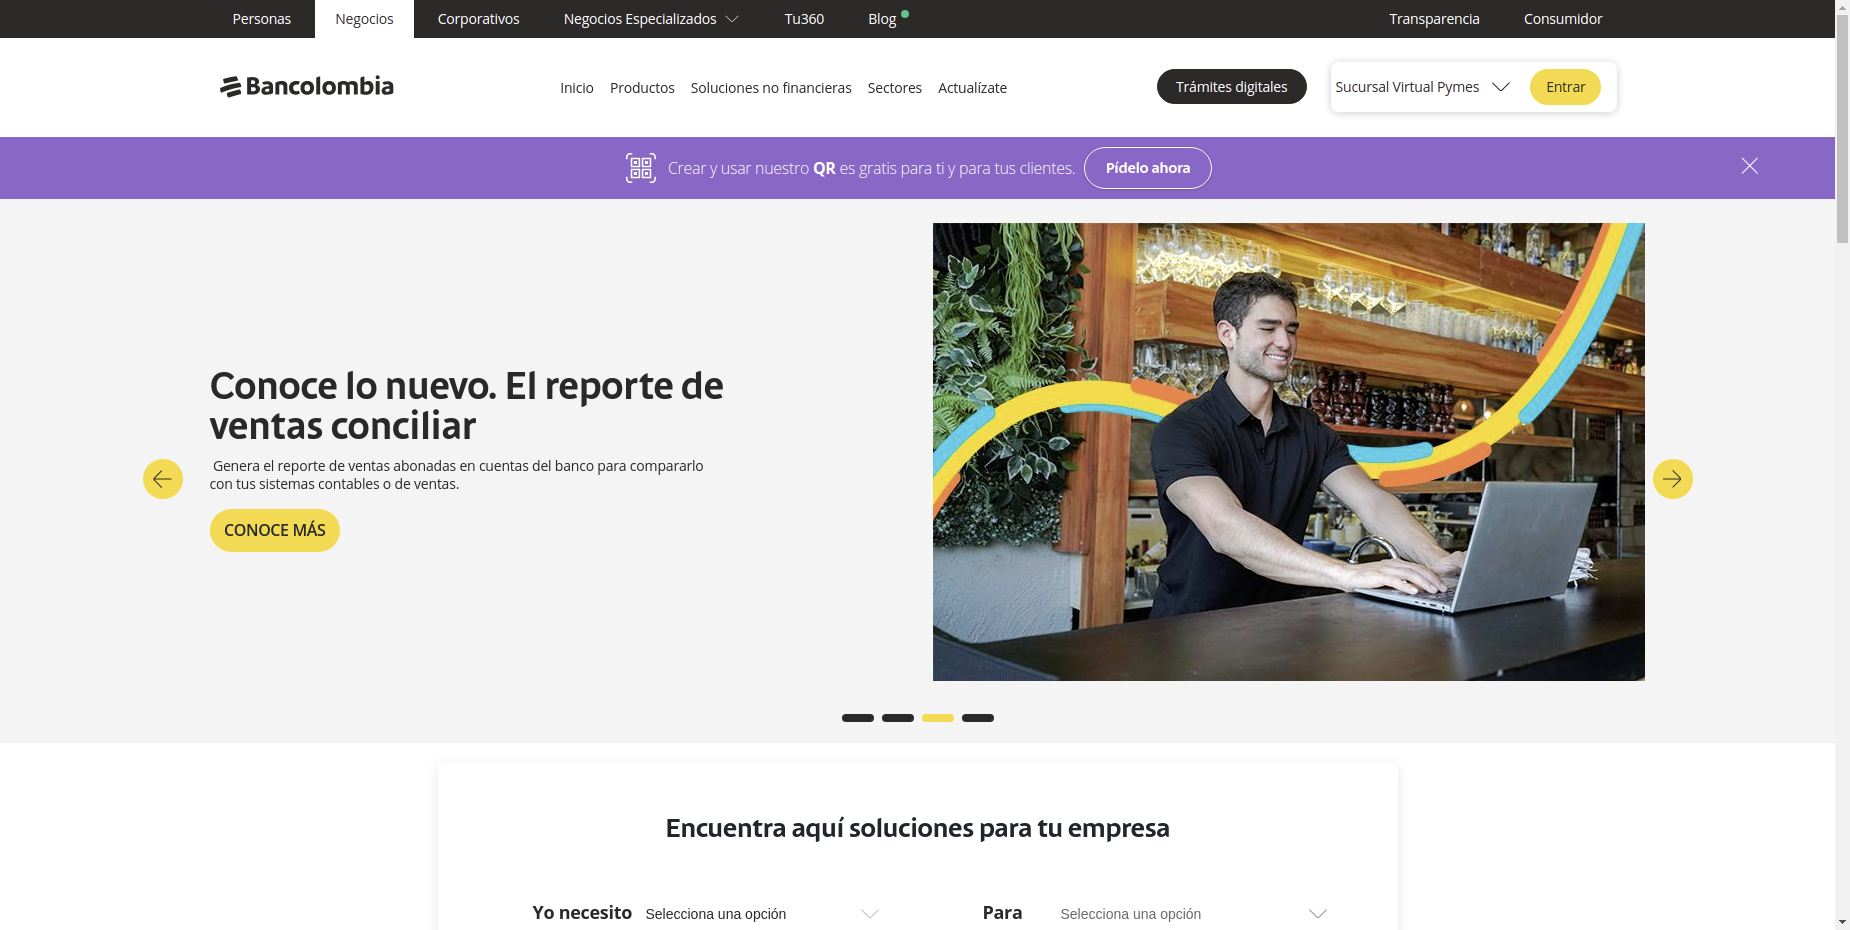 Personas Negocios Corporativos Negocios Especializados Tu360 Blog Transparencia Consumidor
Bancolombia Inicio Productos Soluciones no financieras Sectores Actualízate Trámites digitales Sucursal Virtual Pymes Entrar
Crear y usar nuestro QR es gratis para ti y para tus clientes. Pídelo ahora
Conoce lo nuevo. El reporte de
ventas conciliar
Genera el reporte de ventas abonadas en cuentas del banco para compararlo
con tus sistemas contables o de ventas.
CONOCE MÁS
Encuentra aquí soluciones para tu empresa
Yo necesito Selecciona una opción Para Selecciona una opción